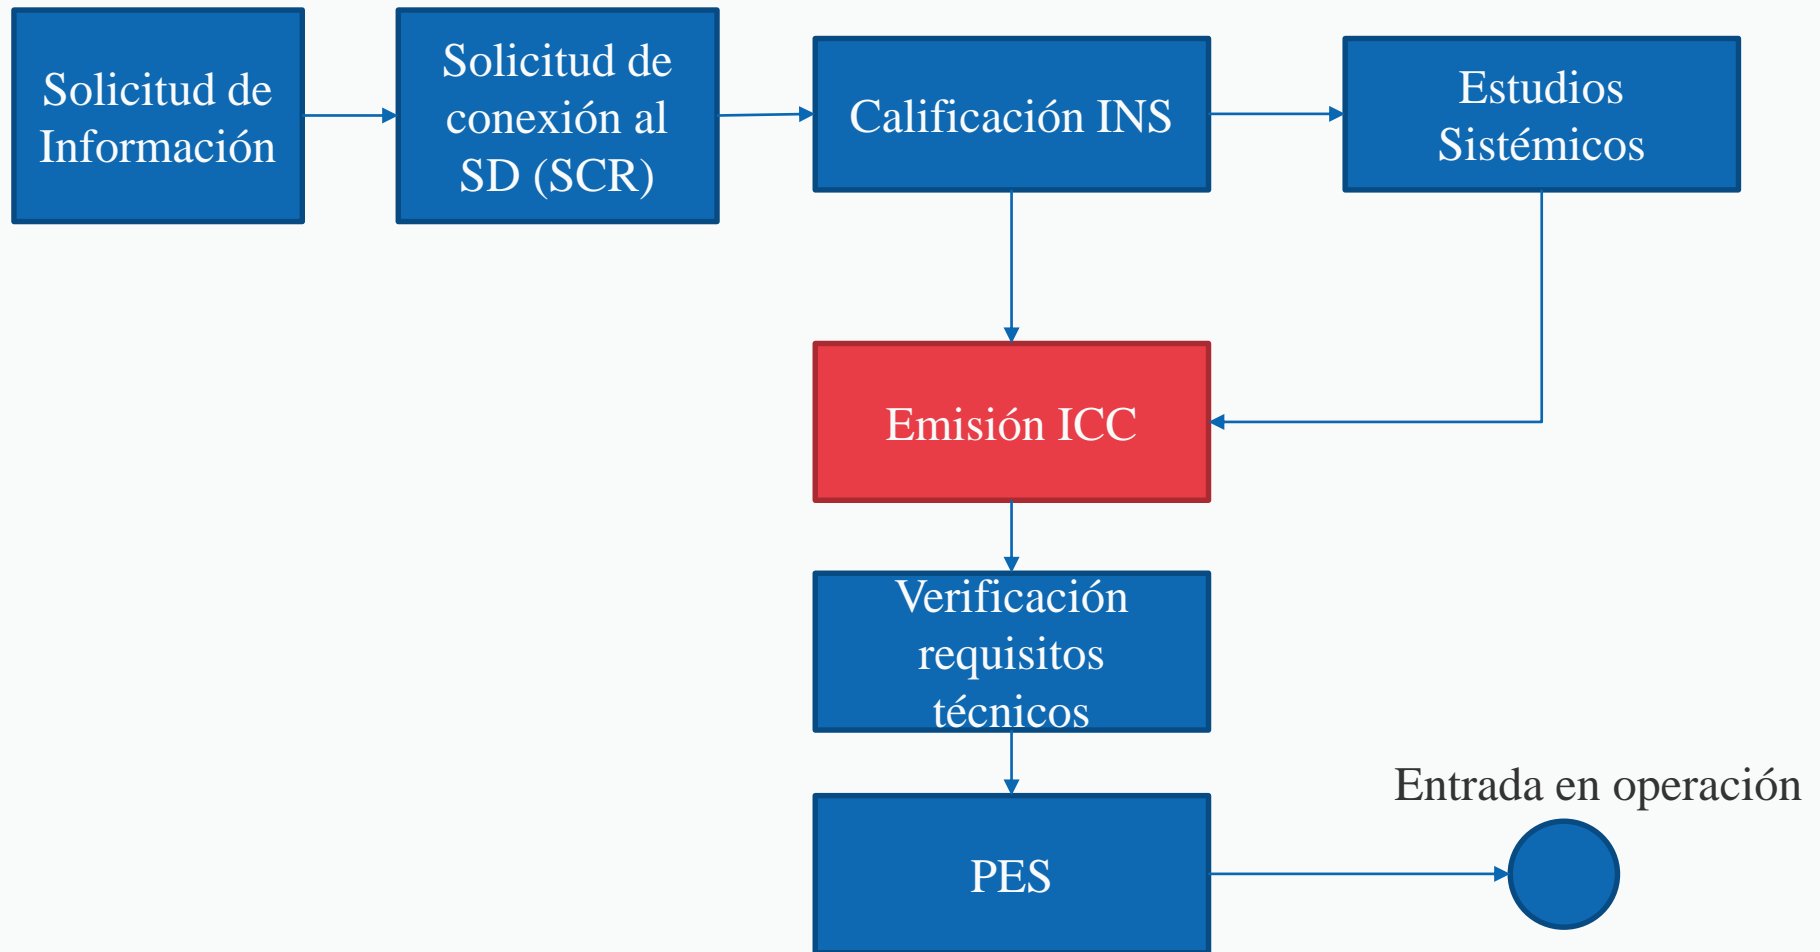 Solicitud de
Información
Solicitud de
conexión al
SD (SCR)
Calificación INS
Estudios
Sistémicos
Emisión ICC
Verificación
requisitos
técnicos
Entrada en operación
PES